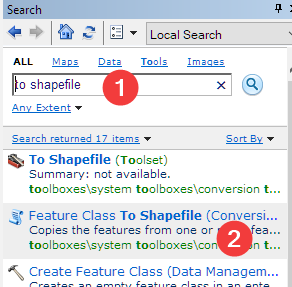 Search
Local Search
ALL Maps Data Tools Images
to shapefile
1
Any Extent
Search returned 17 items Sort By
To Shapefile (Toolset)
Summary: not available.
toolboxes\system toolboxes\conversion t...
Feature Class To Shapefile (Conversi...
Copies the features from one or fea...
toolboxes\system toolboxes\conversion t...
2
Create Feature Class (Data Managem...
Creates an empty feature class in an ente